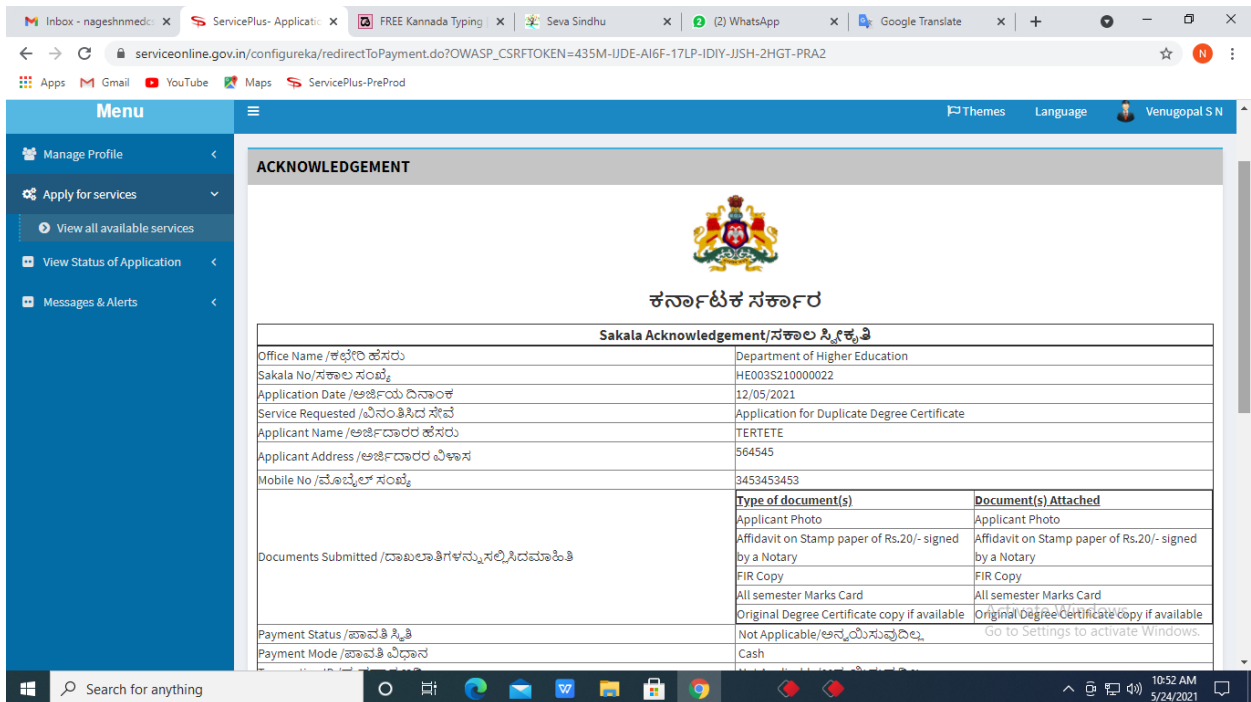 Inbox - nageshnmedc
ServicePlus- Applicatio
FREE Kannada Typing
Seva Sindhu
(2) WhatsApp
Google Translate
serviceonline.gov.in/configureka/redirectToPayment.do?OWASP_CSRFTOKEN=435M-IJDE-AI6F-17LP-IDIY-JJSH-2HGT-PRA2
N
Apps Gmail YouTube Maps ServicePlus-PreProd
Menu
Themes Language Venugopal S N
Manage Profile
Apply for services
View all available services
View Status of Application
Messages & Alerts
ACKNOWLEDGEMENT
ಕರ್ನಾಟಕ ಸರ್ಕಾರ
Sakala Acknowledgement/ಸಕಾಲ ಸ್ವೀಕೃತಿ
Office Name /ಕಛೇರಿ ಹೆಸರು Department of Higher Education
Sakala No/ಸಕಾಲ ಸಂಖ್ಯೆ HE003S210000022
Application Date /ಅರ್ಜಿಯ ದಿನಾಂಕ 12/05/2021
Service Requested /ವಿನಂತಿಸಿದ ಸೇವೆ Application for Duplicate Degree Certificate
Applicant Name /ಅರ್ಜಿದಾರರ ಹೆಸರು TERTETE
Applicant Address /ಅರ್ಜಿದಾರರ ವಿಳಾಸ 564545
Mobile No /ಮೊಬೈಲ್ ಸಂಖ್ಯೆ 3453453453
Documents Submitted /ದಾಖಲಾತಿಗಳನ್ನು ಸಲ್ಲಿಸಿದಮಾಹಿತಿ
Type of document(s) Document(s) Attached
Applicant Photo Applicant Photo
Affidavit on Stamp paper of Rs.20/- signed Affidavit on Stamp paper of Rs.20/- signed
by a Notary by a Notary
FIR Copy FIR Copy
All semester Marks Card All semester Marks Card
Original Degree Certificate copy if available Original Degree Certificate copy if available
Payment Status /ಪಾವತಿ ಸ್ಥಿತಿ Not Applicable/ಅನ್ವಯಿಸುವುದಿಲ್ಲ
Payment Mode /ಪಾವತಿ ವಿಧಾನ Cash
Activate Windows
Go to Settings to activate Windows.
Search for anything
10:52 AM
5/24/2021